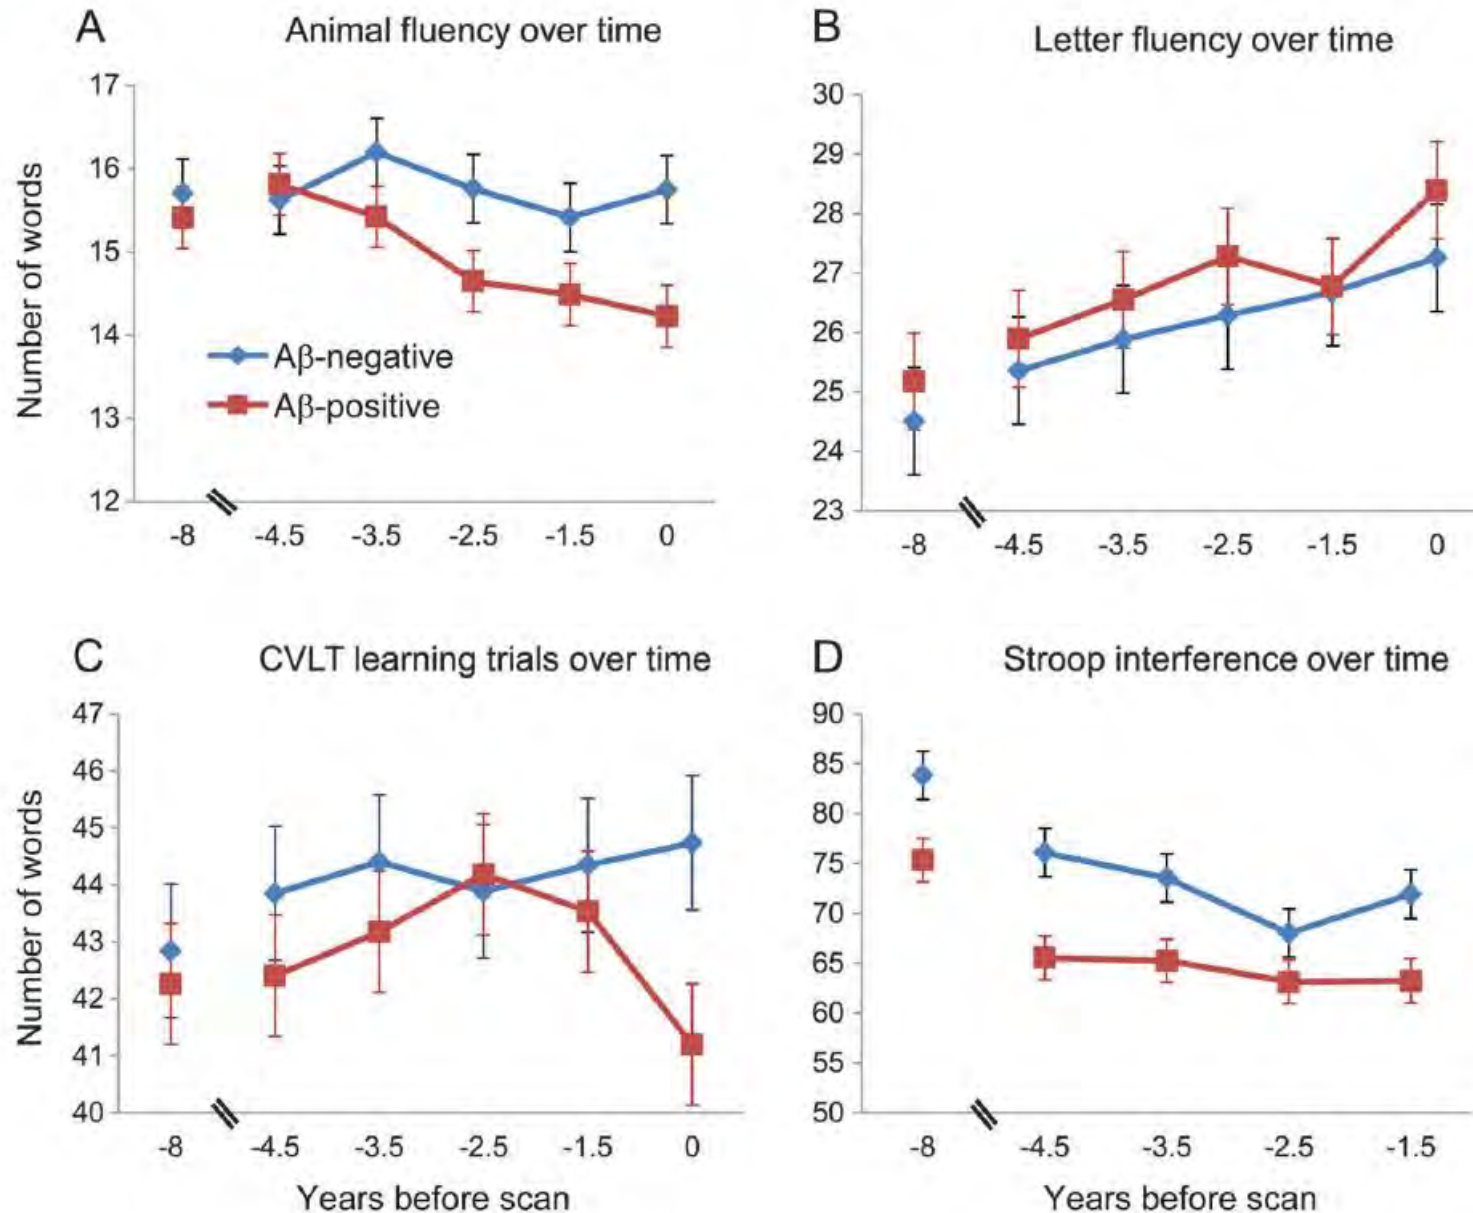 A
Animal fluency over time
Number of words
17
16
15
14
13
12
Aβ-negative
Aβ-positive
-8 -4.5 -3.5 -2.5 -1.5 0
B
Letter fluency over time
30
29
28
27
26
25
24
23
-8 -4.5 -3.5 -2.5 -1.5 0
C
CVLT learning trials over time
Number of words
47
46
45
44
43
42
41
40
-8 -4.5 -3.5 -2.5 -1.5 0
Years before scan
D
Stroop interference over time
90
85
80
75
70
65
60
55
50
-8 -4.5 -3.5 -2.5 -1.5
Years before scan